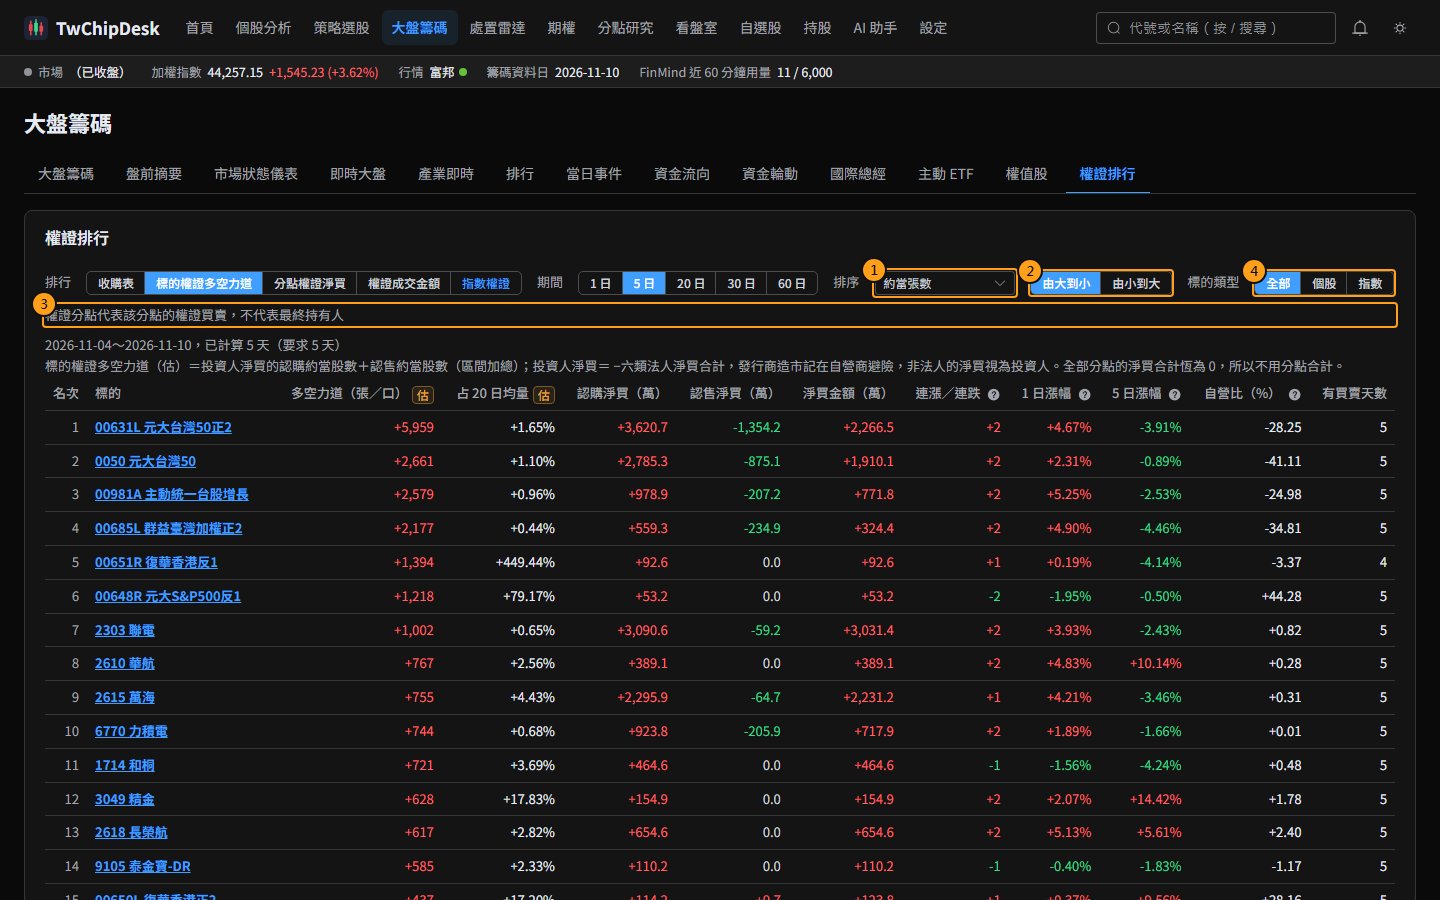 TwChipDesk 首頁 個股分析 策略選股 大盤籌碼 處置雷達 期權 分點研究 看盤室 自選股 持股 AI 助手 設定 代號或名稱（按 / 搜尋）
市場 （已收盤） 加權指數 44,257.15 +1,545.23 (+3.62%) 行情 富邦 籌碼資料日 2026-11-10 FinMind 近 60 分鐘用量 11 / 6,000
大盤籌碼
大盤籌碼 盤前摘要 市場狀態儀表 即時大盤 產業即時 排行 當日事件 資金流向 資金輪動 國際總經 主動 ETF 權值股 權證排行
權證排行
排行 收購表 標的權證多空力道 分點權證淨買 權證成交金額 指數權證 期間 1 日 5 日 20 日 30 日 60 日 排序 1 約當張數 2 由大到小 由小到大 標的類型 4 全部 個股 指數
3 權證分點代表該分點的權證買賣，不代表最終持有人
2026-11-04～2026-11-10，已計算 5 天（要求 5 天）
標的權證多空力道（估）＝投資人淨買的認購約當股數＋認售約當股數（區間加總）；投資人淨買＝ −六類法人淨買合計，發行商造市記在自營商避險，非法人的淨買視為投資人。全部分點的淨買合計恆為 0，所以不用分點合計。
名次 標的 多空力道（張／口） 估 占 20 日均量 估 認購淨買（萬） 認售淨買（萬） 淨買金額（萬） 連漲／連跌 ? 1 日漲幅 ? 5 日漲幅 ? 自營比（%） ? 有買賣天數
1 00631L 元大台灣50正2 +5,959 +1.65% +3,620.7 -1,354.2 +2,266.5 +2 +4.67% -3.91% -28.25 5
2 0050 元大台灣50 +2,661 +1.10% +2,785.3 -875.1 +1,910.1 +2 +2.31% -0.89% -41.11 5
3 00981A 主動統一台股增長 +2,579 +0.96% +978.9 -207.2 +771.8 +2 +5.25% -2.53% -24.98 5
4 00685L 群益臺灣加權正2 +2,177 +0.44% +559.3 -234.9 +324.4 +2 +4.90% -4.46% -34.81 5
5 00651R 復華香港反1 +1,394 +449.44% +92.6 0.0 +92.6 +1 +0.19% -4.14% -3.37 4
6 00648R 元大S&P500反1 +1,218 +79.17% +53.2 0.0 +53.2 -2 -1.95% -0.50% +44.28 5
7 2303 聯電 +1,002 +0.65% +3,090.6 -59.2 +3,031.4 +2 +3.93% -2.43% +0.82 5
8 2610 華航 +767 +2.56% +389.1 0.0 +389.1 +2 +4.83% +10.14% +0.28 5
9 2615 萬海 +755 +4.43% +2,295.9 -64.7 +2,231.2 +1 +4.21% -3.46% +0.31 5
10 6770 力積電 +744 +0.68% +923.8 -205.9 +717.9 +2 +1.89% -1.66% +0.01 5
11 1714 和桐 +721 +3.69% +464.6 0.0 +464.6 -1 -1.56% -4.24% +0.48 5
12 3049 精金 +628 +17.83% +154.9 0.0 +154.9 +2 +2.07% +14.42% +1.78 5
13 2618 長榮航 +617 +2.82% +654.6 0.0 +654.6 +2 +5.13% +5.61% +2.40 5
14 9105 泰金寶-DR +585 +2.33% +110.2 0.0 +110.2 -1 -0.40% -1.83% -1.17 5